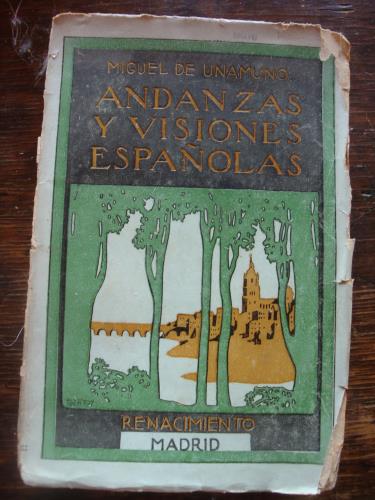 MIGUEL DE UNAMUNO.
ANDANZAS
Y VISIONES
ESPAÑOLAS
RENACIMIENTO
MADRID